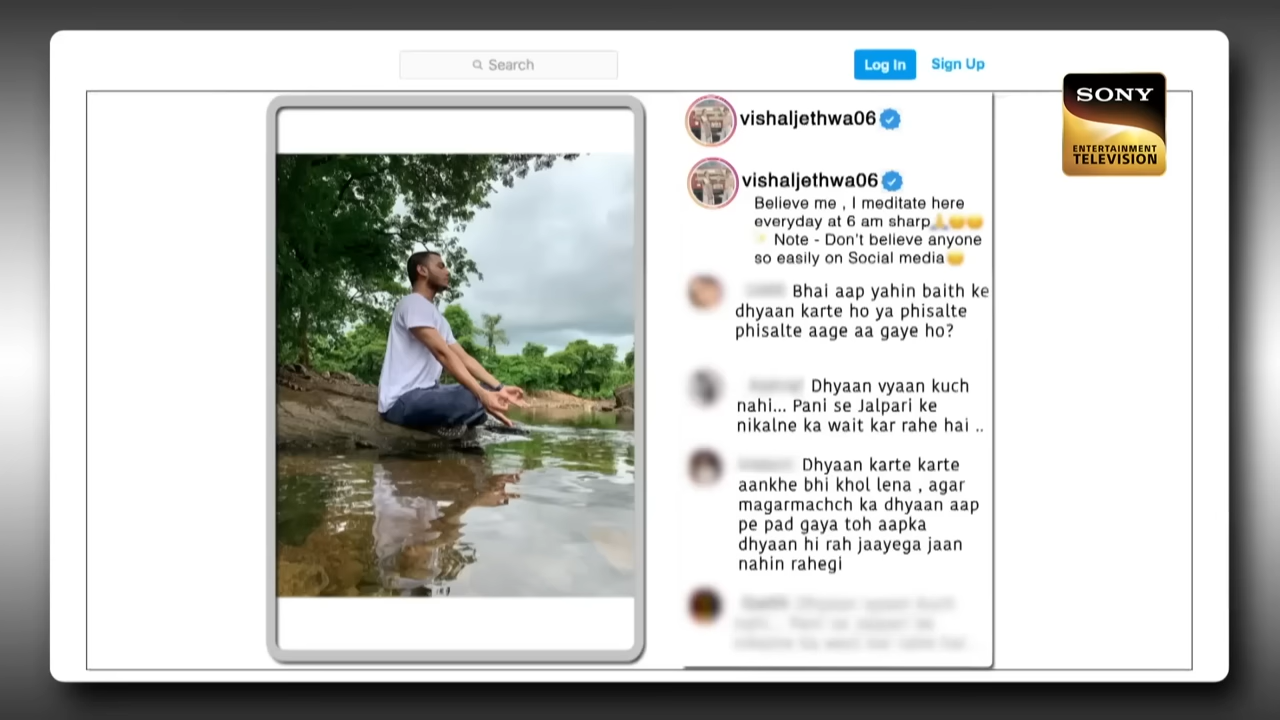 Search
Log In
Sign Up
SONY
ENTERTAINMENT
TELEVISION
vishaljethwa06
vishaljethwa06
Believe me , I meditate here
everyday at 6 am sharp🙏😊😊
Note - Don't believe anyone
so easily on Social media😊
Bhai aap yahin baith ke
dhyaan karte ho ya phisalte
phisalte aage aa gaye ho?
Dhyaan vyaan kuch
nahi... Pani se Jalpari ke
nikalne ka wait kar rahe hai ..
Dhyaan karte karte
aankhe bhi khol lena , agar
magarmachch ka dhyaan aap
pe pad gaya toh aapka
dhyaan hi rah jaayega jaan
nahin rahegi